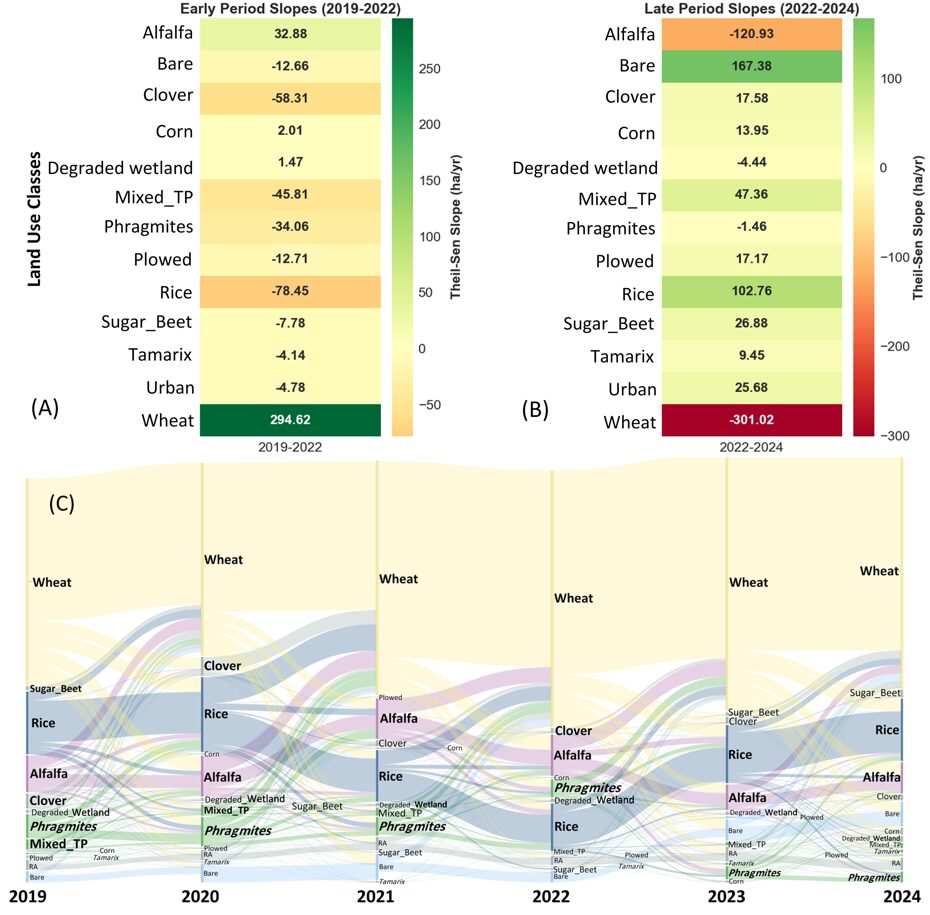 Early Period Slopes (2019-2022)
Alfalfa 32.88
Bare -12.66
Clover -58.31
Corn 2.01
Degraded wetland 1.47
Mixed_TP -45.81
Phragmites -34.06
Plowed -12.71
Rice -78.45
Sugar_Beet -7.78
Tamarix -4.14
Urban -4.78
Wheat 294.62
2019-2022
Land Use Classes
(A)
250
200
150
100
50
0
−50
Theil-Sen Slope (ha/yr)
Late Period Slopes (2022-2024)
Alfalfa -120.93
Bare 167.38
Clover 17.58
Corn 13.95
Degraded wetland -4.44
Mixed_TP 47.36
Phragmites -1.46
Plowed 17.17
Rice 102.76
Sugar_Beet 26.88
Tamarix 9.45
Urban 25.68
Wheat -301.02
2022-2024
(B)
100
0
−100
−200
−300
Theil-Sen Slope (ha/yr)
(C)
Wheat
Sugar_Beet
Rice
Alfalfa
Clover
Degraded_Wetland
Phragmites
Mixed_TP
Corn
Plowed
Tamarix
RA
Bare
2019
Wheat
Clover
Rice
Corn
Alfalfa
Degraded_Wetland
Mixed_TP
Sugar_Beet
Phragmites
Plowed
RA
Tamarix
Bare
2020
Wheat
Plowed
Alfalfa
Clover
Corn
Rice
Degraded_Wetland
Mixed_TP
Phragmites
RA
Sugar_Beet
Bare
Tamarix
2021
Wheat
Clover
Alfalfa
Corn
Phragmites
Degraded_Wetland
Rice
Mixed_TP
Plowed
RA
Sugar_Beet
Bare
Tamarix
2022
Wheat
Sugar_Beet
Clover
Rice
Alfalfa
Degraded_Wetland
Plowed
Bare
Mixed_TP
RA
Tamarix
Phragmites
Corn
2023
Wheat
Sugar_Beet
Rice
Alfalfa
Clover
Bare
Corn
Degraded_Wetland
Mixed_TP
Tamarix
RA
Phragmites
2024